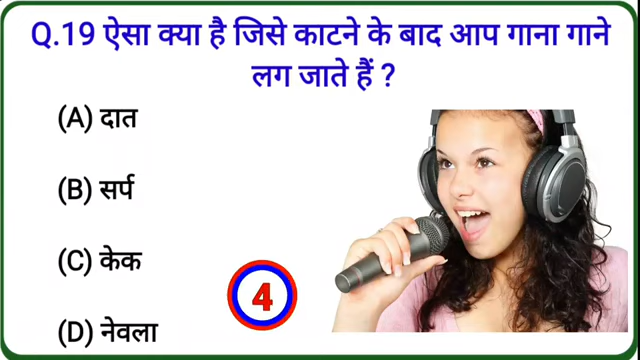 Q.19 ऐसा क्या है जिसे काटने के बाद आप गाना गाने
लग जाते हैं ?
(A) दात
(B) सर्प
(C) केक
4
(D) नेवला